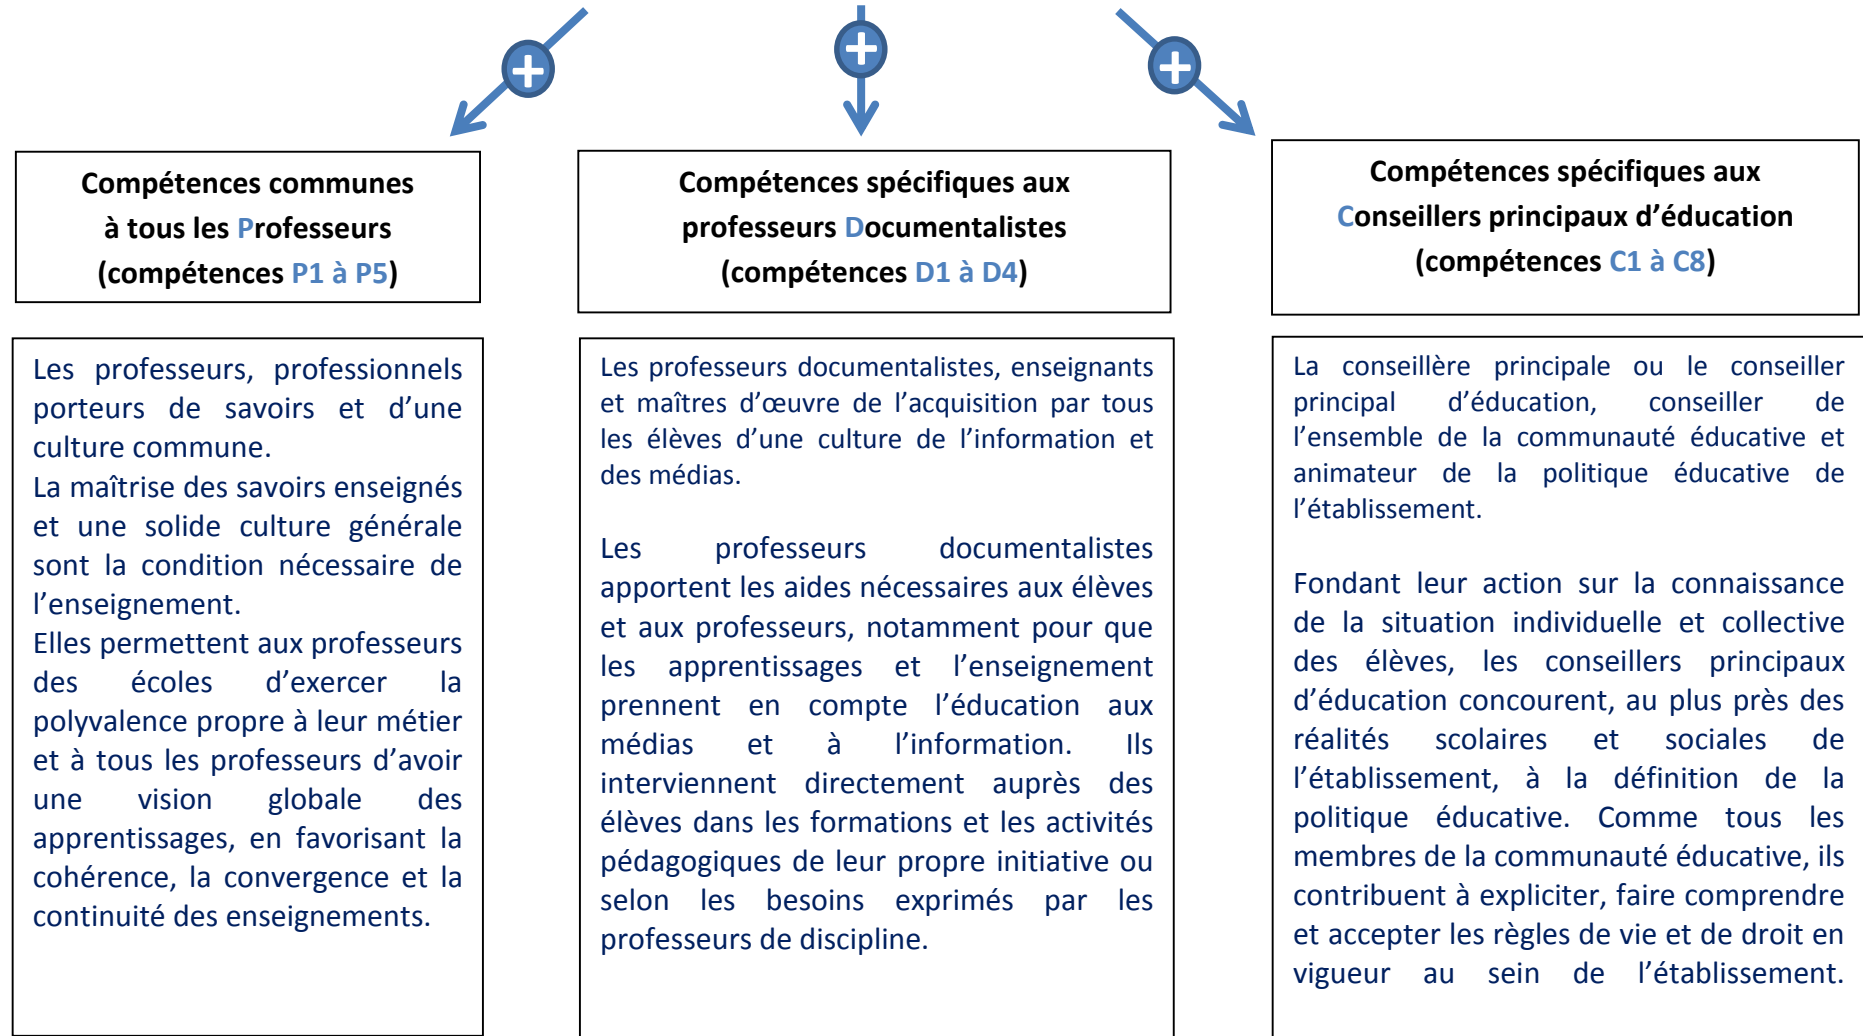 Compétences communes
à tous les Professeurs
(compétences P1 à P5)
Les professeurs, professionnels
porteurs de savoirs et d’une
culture commune.
La maîtrise des savoirs enseignés
et une solide culture générale
sont la condition nécessaire de
l’enseignement.
Elles permettent aux professeurs
des écoles d’exercer la
polyvalence propre à leur métier
et à tous les professeurs d’avoir
une vision globale des
apprentissages, en favorisant la
cohérence, la convergence et la
continuité des enseignements.
Compétences spécifiques aux
professeurs Documentalistes
(compétences D1 à D4)
Les professeurs documentalistes, enseignants
et maîtres d’œuvre de l’acquisition par tous
les élèves d’une culture de l’information et
des médias.
Les professeurs documentalistes
apportent les aides nécessaires aux élèves
et aux professeurs, notamment pour que
les apprentissages et l’enseignement
prennent en compte l’éducation aux
médias et à l’information. Ils
interviennent directement auprès des
élèves dans les formations et les activités
pédagogiques de leur propre initiative ou
selon les besoins exprimés par les
professeurs de discipline.
Compétences spécifiques aux
Conseillers principaux d’éducation
(compétences C1 à C8)
La conseillère principale ou le conseiller
principal d’éducation, conseiller de
l’ensemble de la communauté éducative et
animateur de la politique éducative de
l’établissement.
Fondant leur action sur la connaissance
de la situation individuelle et collective
des élèves, les conseillers principaux
d’éducation concourent, au plus près des
réalités scolaires et sociales de
l’établissement, à la définition de la
politique éducative. Comme tous les
membres de la communauté éducative, ils
contribuent à expliciter, faire comprendre
et accepter les règles de vie et de droit en
vigueur au sein de l’établissement.